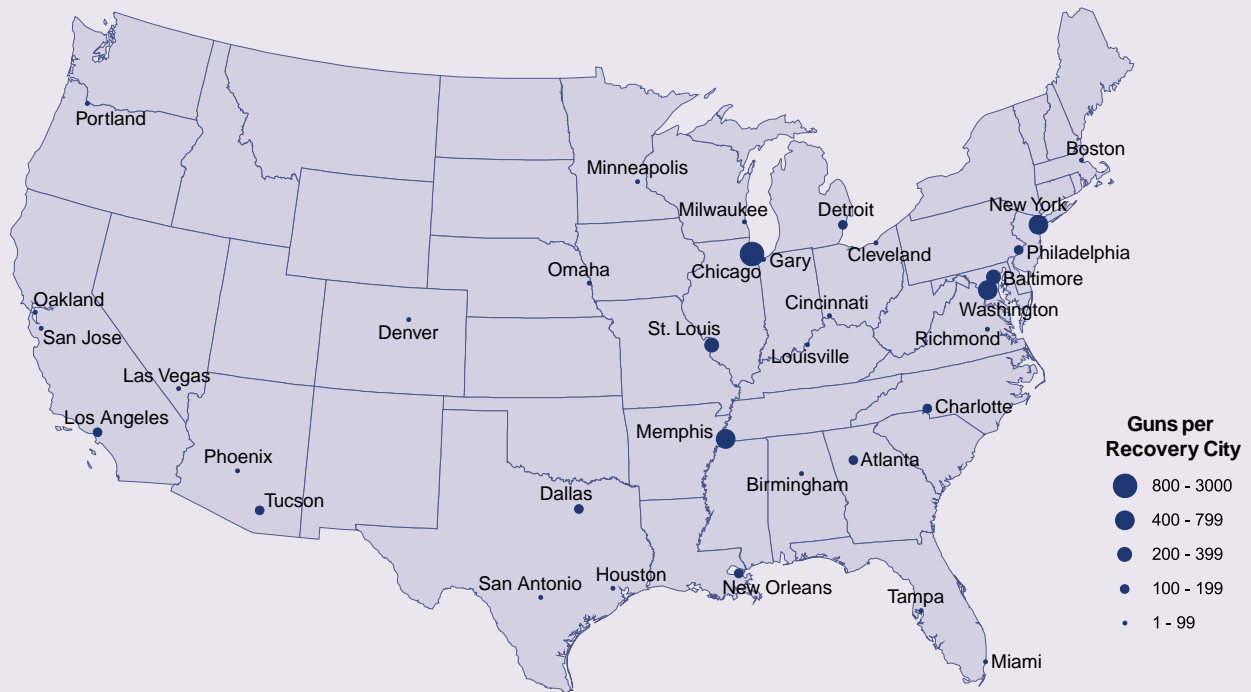 Portland
Minneapolis
Boston
Milwaukee
Detroit
New York
Cleveland
Philadelphia
Chicago
Gary
Omaha
Baltimore
Oakland
Cincinnati
Washington
San Jose
Denver
St. Louis
Richmond
Louisville
Las Vegas
Los Angeles
Charlotte
Memphis
Phoenix
Atlanta
Birmingham
Tucson
Dallas
San Antonio
Houston
New Orleans
Tampa
Miami
Guns per
Recovery City
800 - 3000
400 - 799
200 - 399
100 - 199
1 - 99